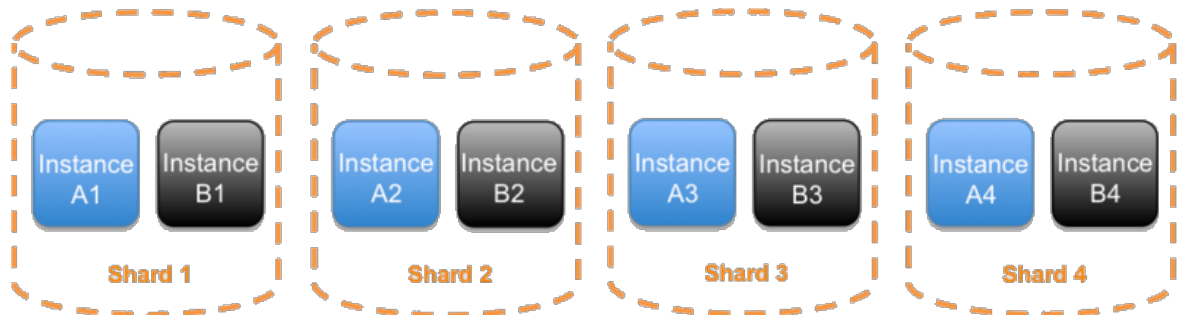 Instance
A1
Instance
B1
Shard 1
Instance
A2
Instance
B2
Shard 2
Instance
A3
Instance
B3
Shard 3
Instance
A4
Instance
B4
Shard 4